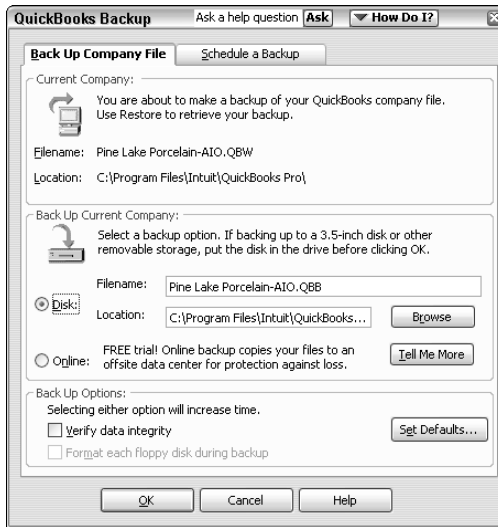 QuickBooks Backup Ask a help question Ask How Do I?
Back Up Company File Schedule a Backup
Current Company:
You are about to make a backup of your QuickBooks company file.
Use Restore to retrieve your backup.
Filename: Pine Lake Porcelain-AIO.QBW
Location: C:\Program Files\Intuit\QuickBooks Pro\
Back Up Current Company:
Select a backup option. If backing up to a 3.5-inch disk or other
removable storage, put the disk in the drive before clicking OK.
Disk:
Filename: Pine Lake Porcelain-AIO.QBB
Location: C:\Program Files\Intuit\QuickBooks... Browse
Online: FREE trial! Online backup copies your files to an
offsite data center for protection against loss.
Tell Me More
Back Up Options:
Selecting either option will increase time.
Verify data integrity
Set Defaults...
Format each floppy disk during backup
OK Cancel Help